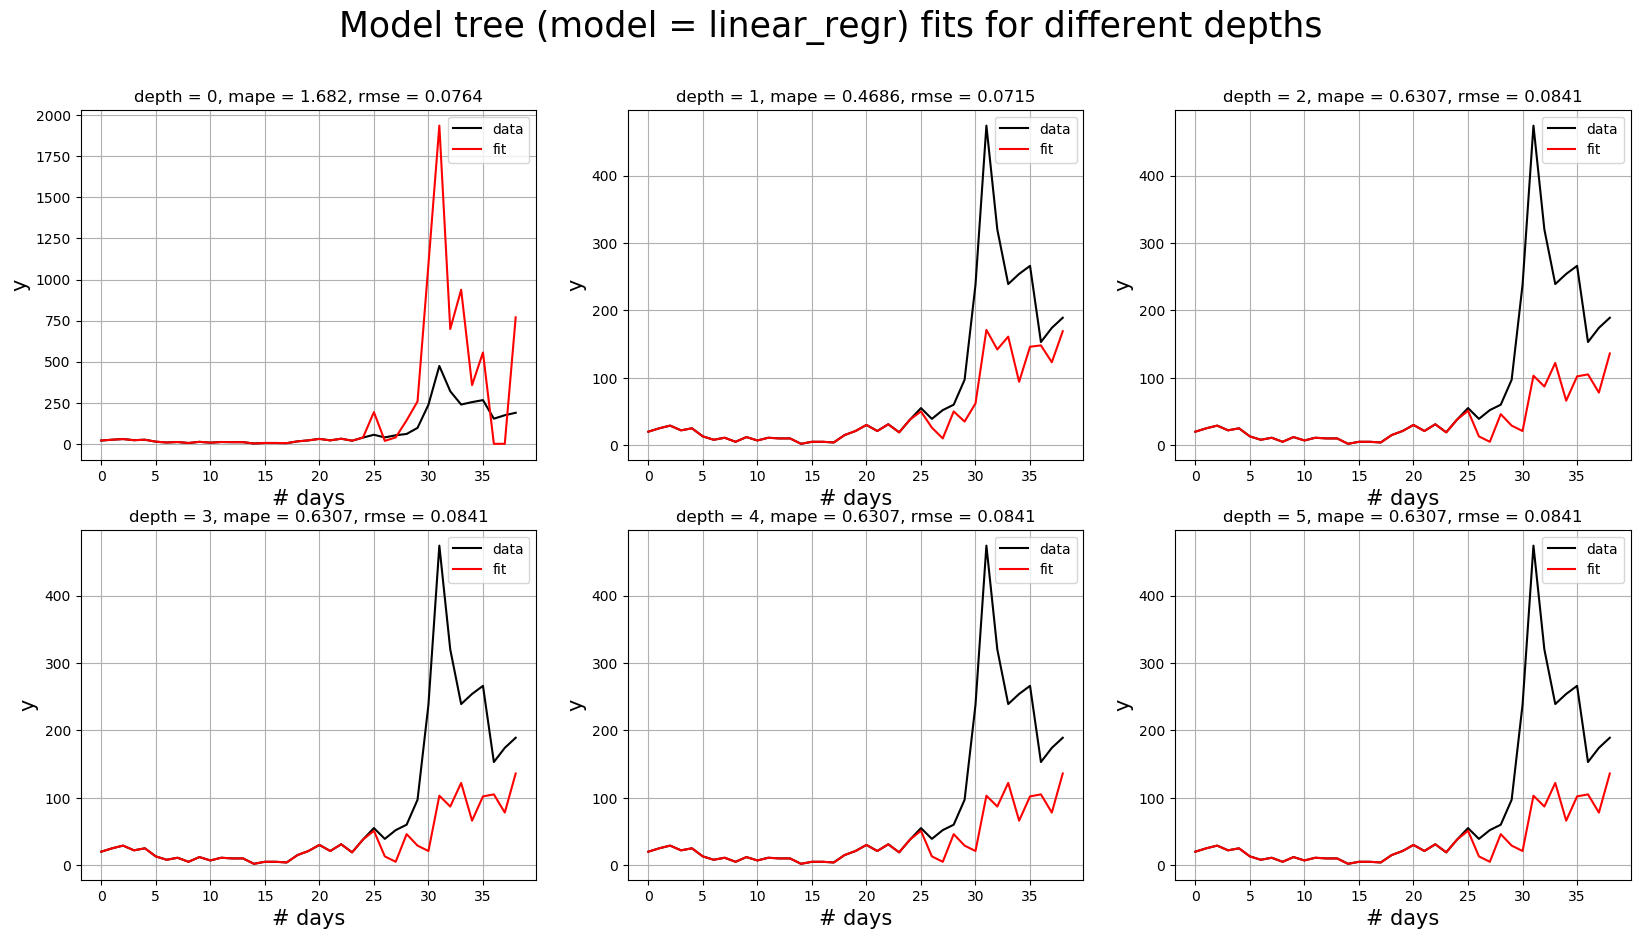 Model tree (model = linear_regr) fits for different depths
depth = 0, mape = 1.682, rmse = 0.0764
2000
1750
1500
1250
1000
750
500
250
0
y
data
fit
0 5 10 15 20 25 30 35
# days
depth = 1, mape = 0.4686, rmse = 0.0715
400
300
200
100
0
y
data
fit
0 5 10 15 20 25 30 35
# days
depth = 2, mape = 0.6307, rmse = 0.0841
400
300
200
100
0
y
data
fit
0 5 10 15 20 25 30 35
# days
depth = 3, mape = 0.6307, rmse = 0.0841
400
300
200
100
0
y
data
fit
0 5 10 15 20 25 30 35
# days
depth = 4, mape = 0.6307, rmse = 0.0841
400
300
200
100
0
y
data
fit
0 5 10 15 20 25 30 35
# days
depth = 5, mape = 0.6307, rmse = 0.0841
400
300
200
100
0
y
data
fit
0 5 10 15 20 25 30 35
# days